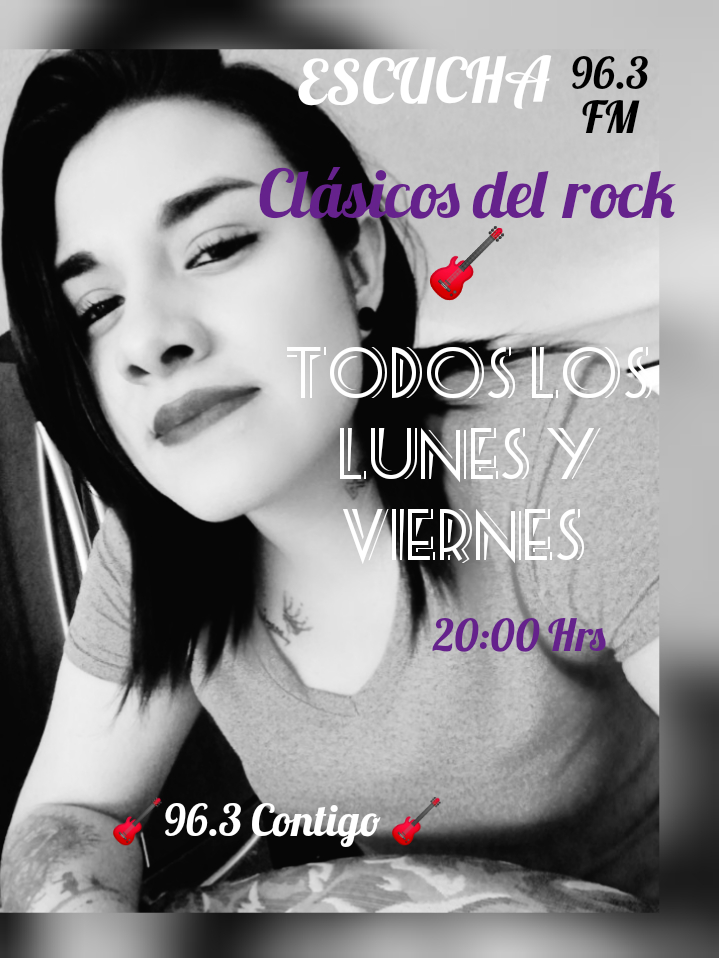 ESCUCHA
96.3
FM
Clásicos del rock
TODOS LOS
LUNES Y
VIERNES
20:00 Hrs
96.3 Contigo